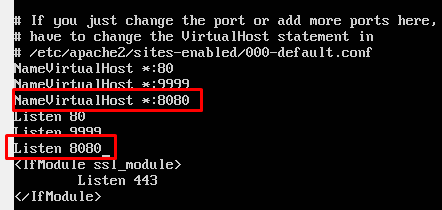 # If you just change the port or add more ports here,
# have to change the VirtualHost statement in
# /etc/apache2/sites-enabled/000-default.conf
NameVirtualHost *:80
NameVirtualHost *:9999
NameVirtualHost *:8080
Listen 80
Listen 9999
Listen 8080_
<IfModule ssl_module>
Listen 443
</IfModule>